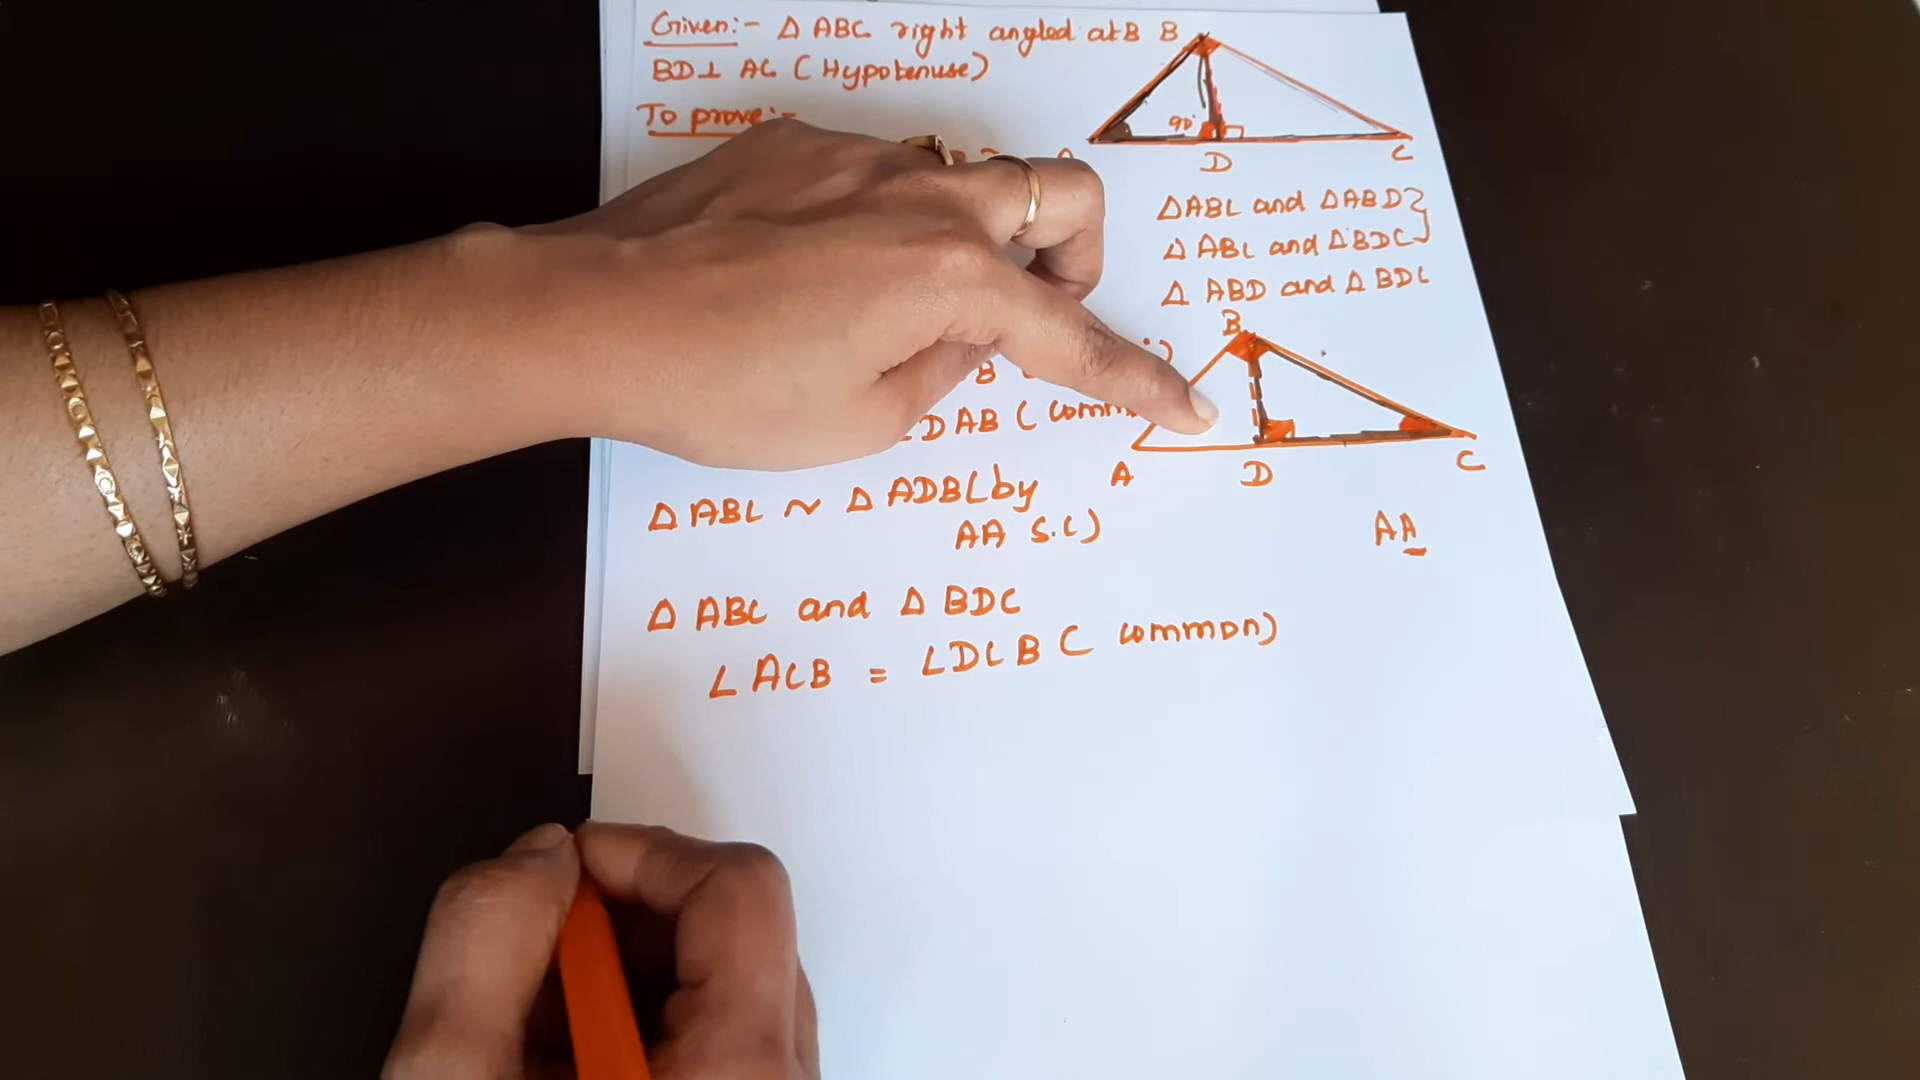 Given:- Δ ABC right angled at B
BD⊥ AC (Hypotenuse)
To prove:-
B
90°
D
C
ΔABC and ΔABD}
Δ ABC and ΔBDC
Δ ABD and Δ BDC
B
A
D
C
B
DAB ( comm
Δ ABC ~ Δ ADB(by
AA S.C)
AA
Δ ABC and Δ BDC
∠ACB = ∠DCB ( common)